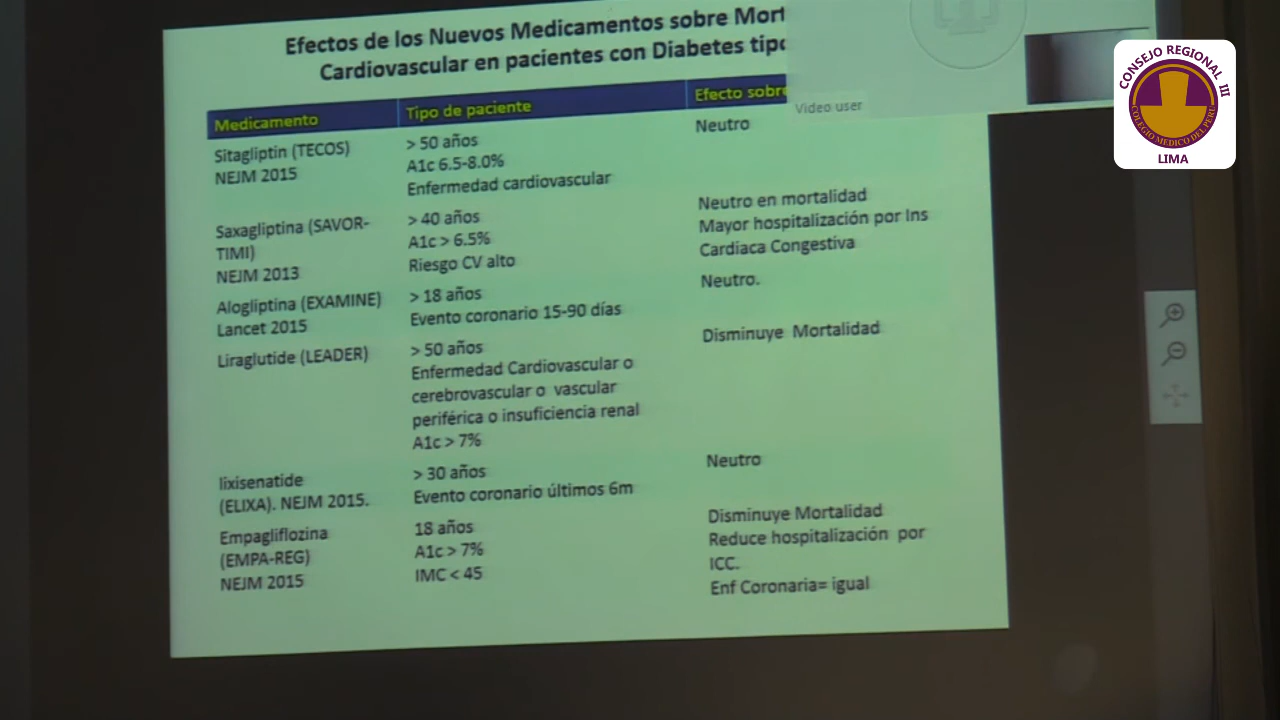 Efectos de los Nuevos Medicamentos sobre Mort
Cardiovascular en pacientes con Diabetes tipo
Medicamento
Tipo de paciente
Efecto sobre
Sitagliptin (TECOS)
NEJM 2015
> 50 años
A1c 6.5-8.0%
Enfermedad cardiovascular
Neutro
Saxagliptina (SAVOR-
TIMI)
NEJM 2013
> 40 años
A1c > 6.5%
Riesgo CV alto
Neutro en mortalidad
Mayor hospitalización por Ins
Cardiaca Congestiva
Alogliptina (EXAMINE)
Lancet 2015
> 18 años
Evento coronario 15-90 días
Neutro.
Liraglutide (LEADER)
> 50 años
Enfermedad Cardiovascular o
cerebrovascular o vascular
periférica o insuficiencia renal
A1c > 7%
Disminuye Mortalidad
lixisenatide
(ELIXA). NEJM 2015.
> 30 años
Evento coronario últimos 6m
Neutro
Empagliflozina
(EMPA-REG)
NEJM 2015
18 años
A1c > 7%
IMC < 45
Disminuye Mortalidad
Reduce hospitalización por
ICC.
Enf Coronaria= igual
Video user
CONSEJO REGIONAL III
COLEGIO MEDICO DEL PERU
LIMA